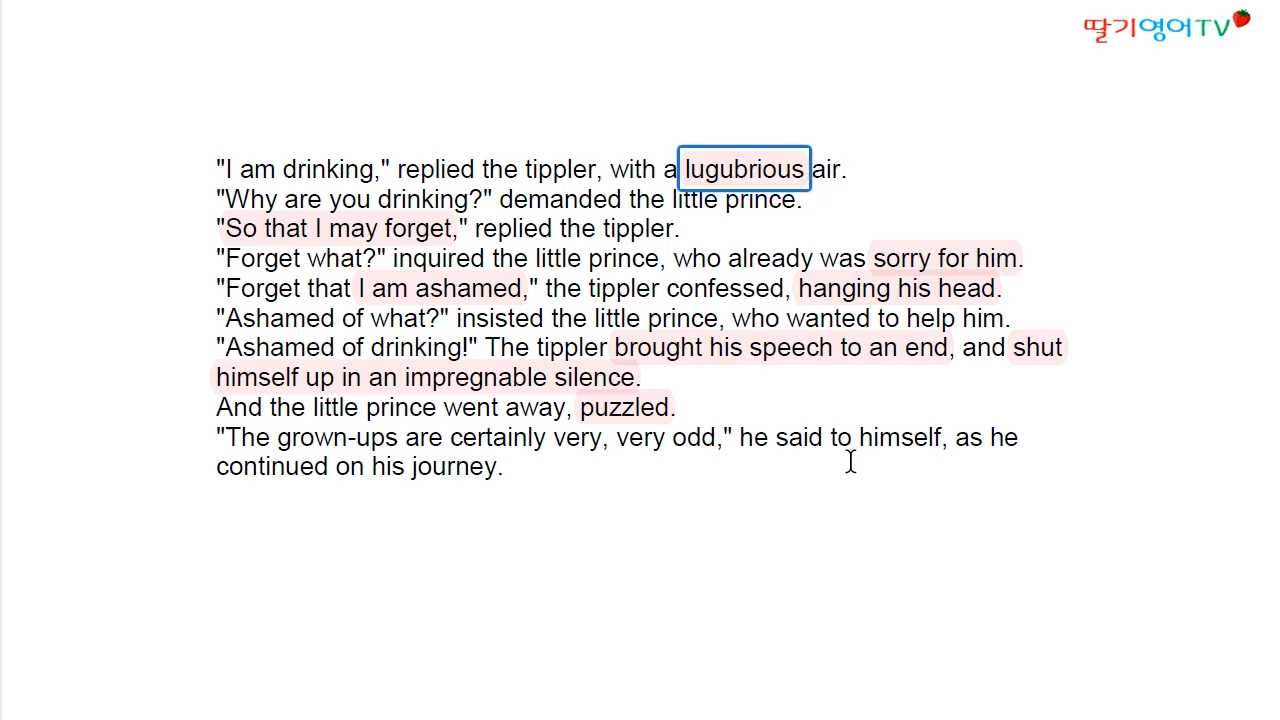 딸기영어TV
"I am drinking," replied the tippler, with a lugubrious air.
"Why are you drinking?" demanded the little prince.
"So that I may forget," replied the tippler.
"Forget what?" inquired the little prince, who already was sorry for him.
"Forget that I am ashamed," the tippler confessed, hanging his head.
"Ashamed of what?" insisted the little prince, who wanted to help him.
"Ashamed of drinking!" The tippler brought his speech to an end, and shut
himself up in an impregnable silence.
And the little prince went away, puzzled.
"The grown-ups are certainly very, very odd," he said to himself, as he
continued on his journey.